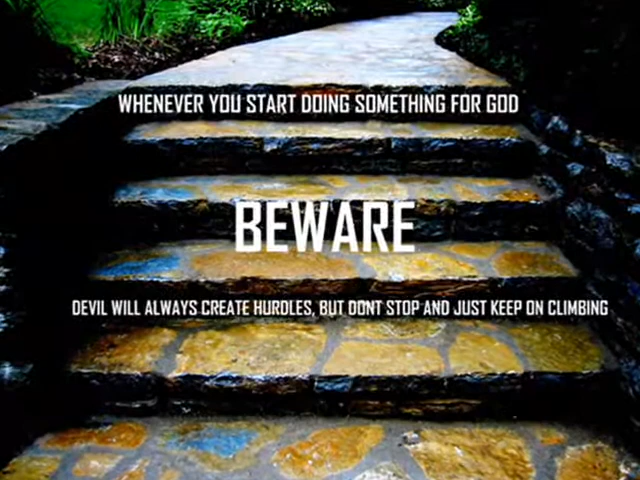 WHENEVER YOU START DOING SOMETHING FOR GOD
BEWARE
DEVIL WILL ALWAYS CREATE HURDLES, BUT DONT STOP AND JUST KEEP ON CLIMBING